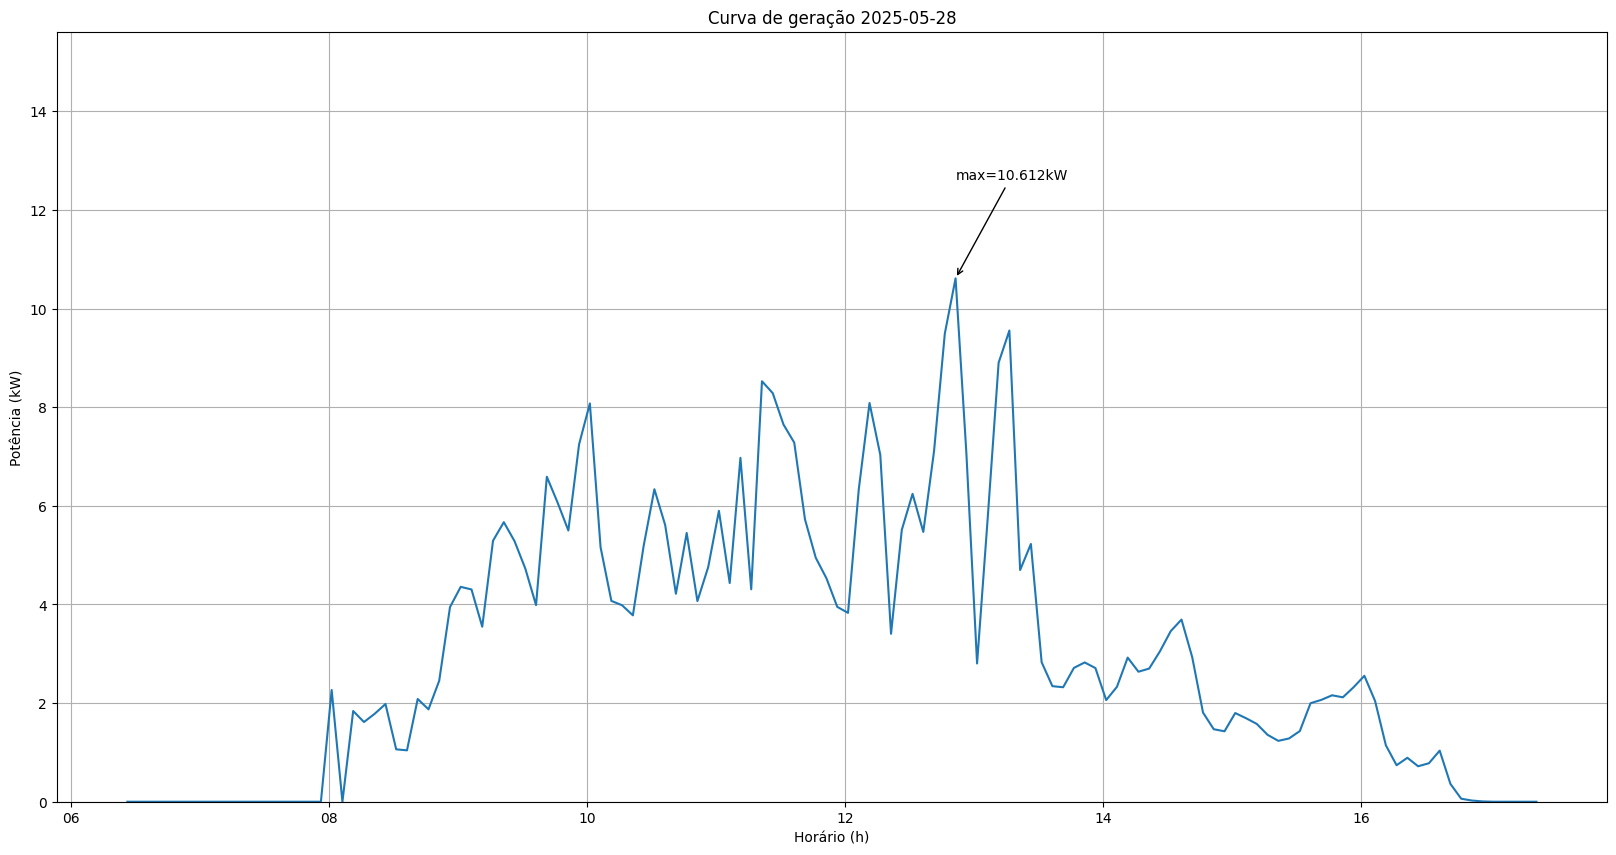 Curva de geração 2025-05-28
14
max=10.612kW
12
10
8
6
4
2
0
Potência (kW)
06 08 10 12 14 16
Horário (h)